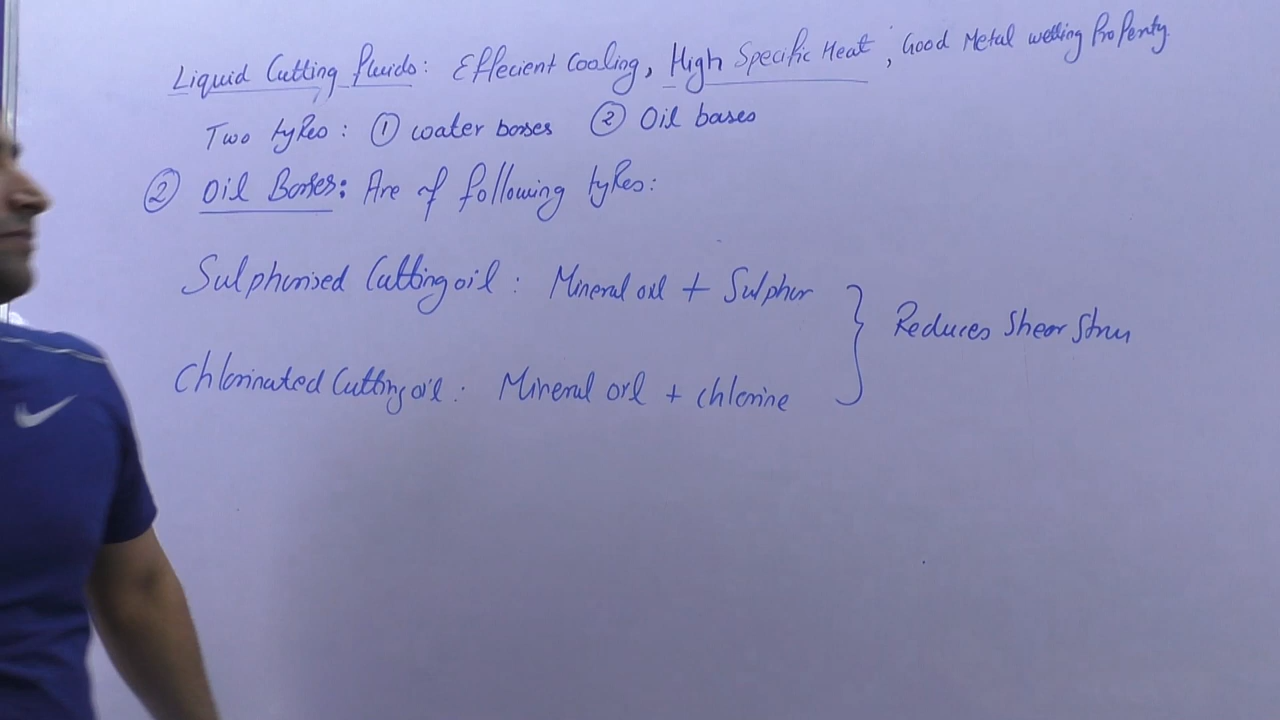 Liquid Cutting fluids: Effecient Cooling, High Specific Heat, Good Metal wetting Property.
Two types: ① water bases ② Oil bases
② Oil Bases: Are of following types:
Sulphurised Cutting oil: Mineral oil + Sulphur
Reduces Shear
Chlorinated Cutting oil: Mineral oil + chlorine